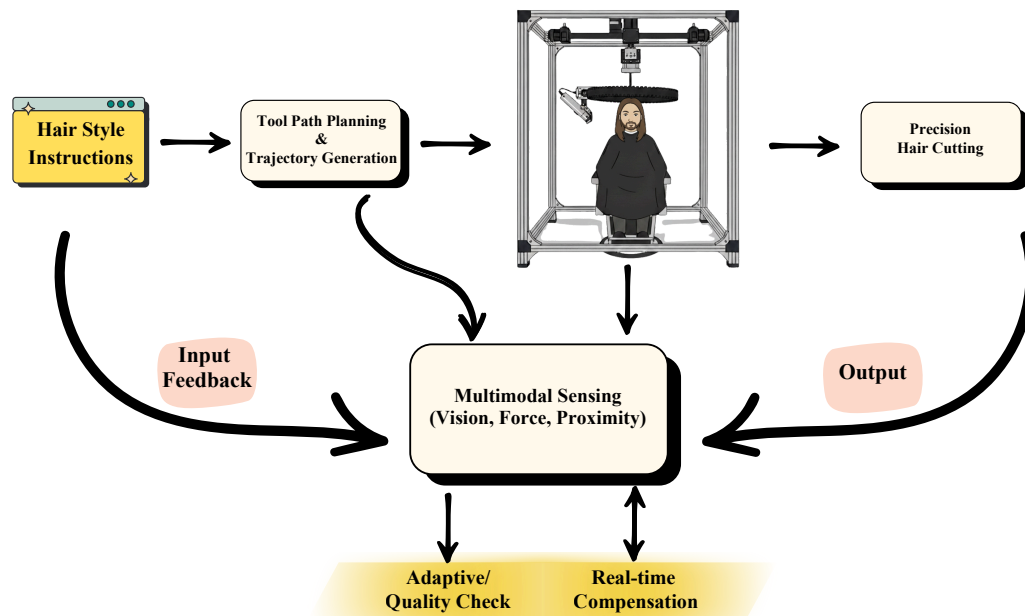 Hair Style
Instructions
Tool Path Planning
&
Trajectory Generation
Precision
Hair Cutting
Input
Feedback
Output
Multimodal Sensing
(Vision, Force, Proximity)
Adaptive/
Quality Check
Real-time
Compensation